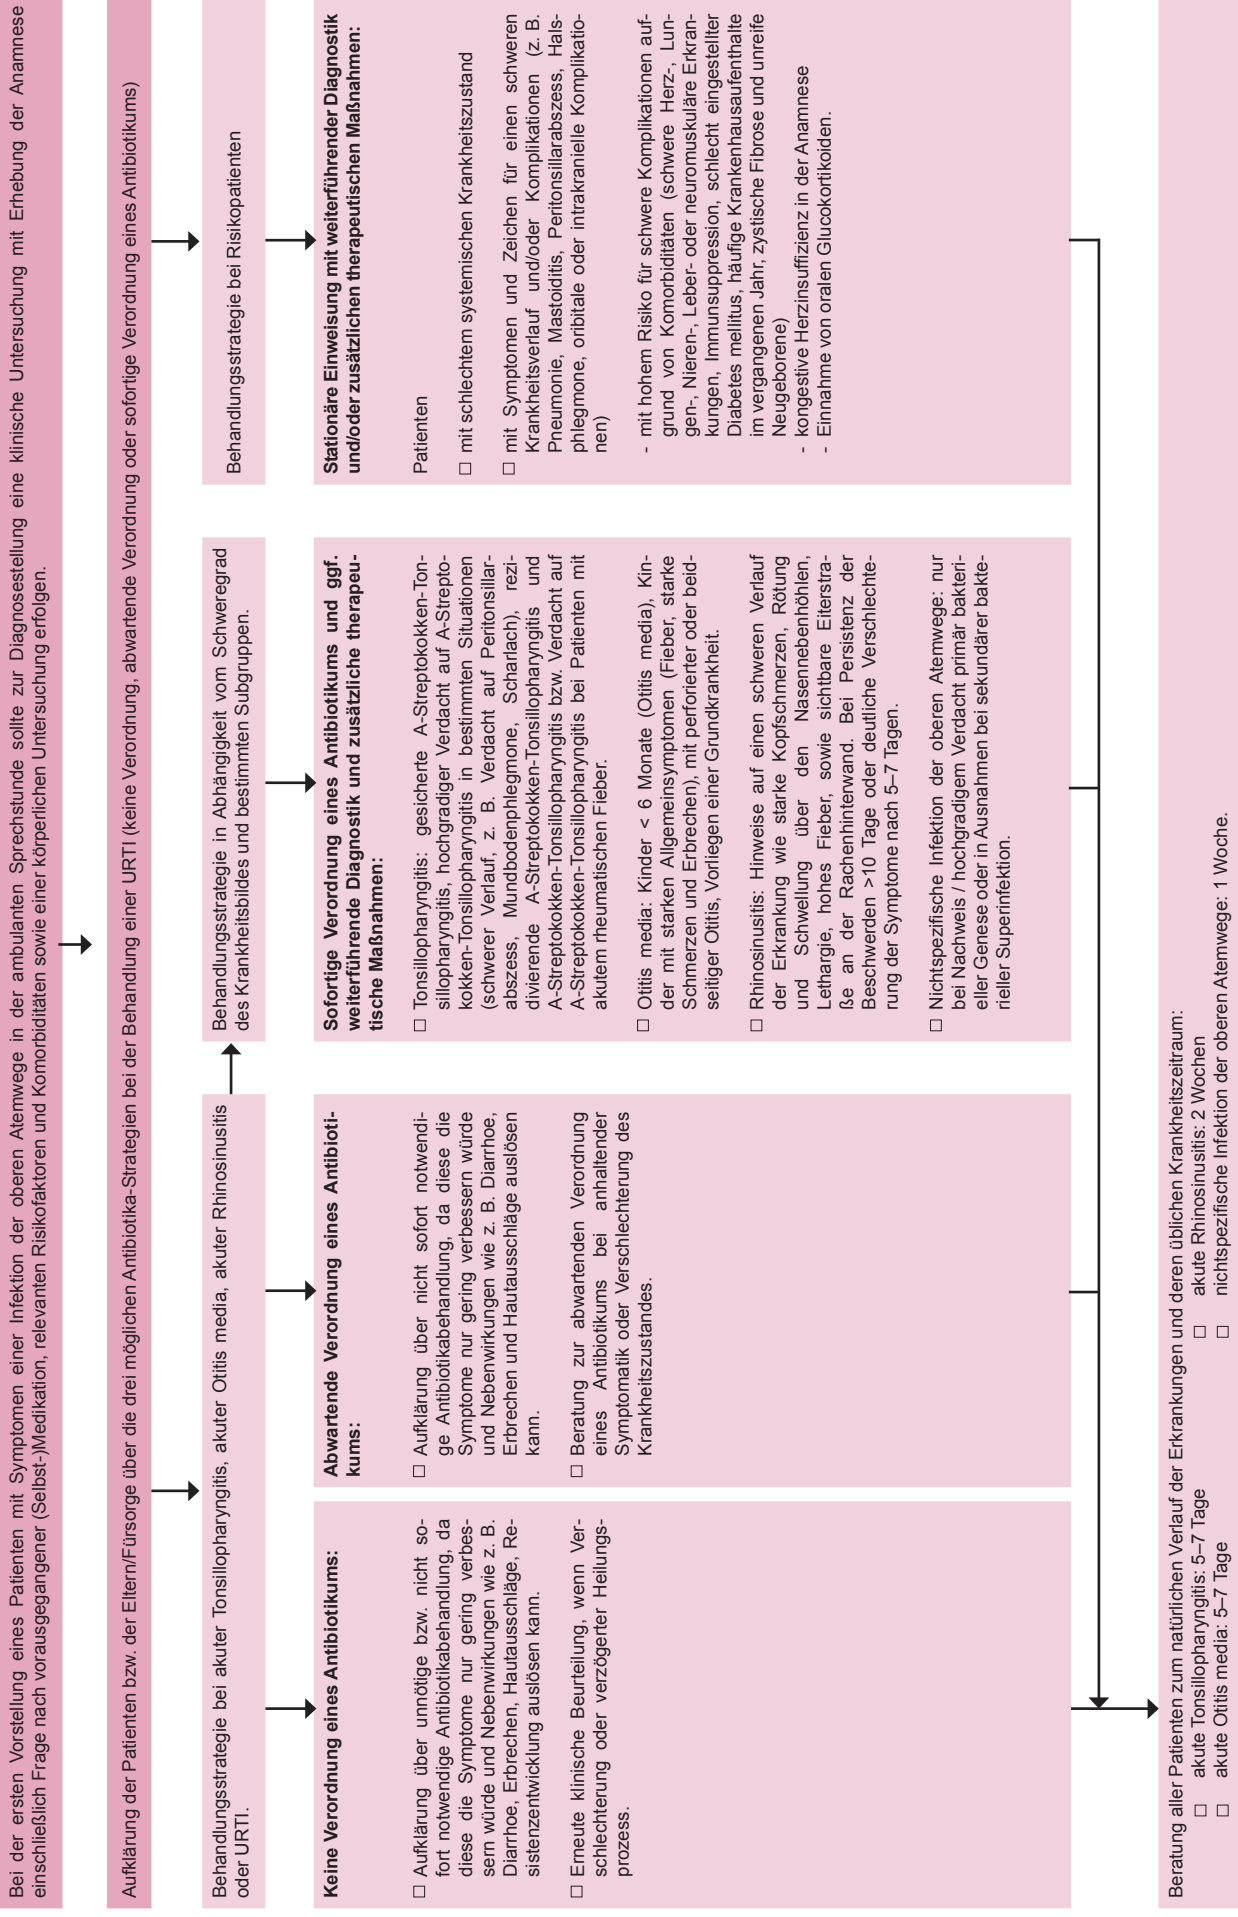 Bei der ersten Vorstellung eines Patienten mit Symptomen einer Infektion der oberen Atemwege in der ambulanten Sprechstunde sollte zur Diagnosestellung eine klinische Untersuchung mit Erhebung der Anamnese
einschließlich Frage nach vorausgegangener (Selbst-)Medikation, relevanten Risikofaktoren und Komorbiditäten sowie einer körperlichen Untersuchung erfolgen.
Aufklärung der Patienten bzw. der Eltern/Fürsorge über die drei möglichen Antibiotika-Strategien bei der Behandlung einer URTI (keine Verordnung, abwartende Verordnung oder sofortige Verordnung eines Antibiotikums)
Behandlungsstrategie bei akuter Tonsillopharyngitis, akuter Otitis media, akuter Rhinosinusitis
oder URTI.
Behandlungsstrategie in Abhängigkeit vom Schweregrad
des Krankheitsbildes und bestimmten Subgruppen.
Behandlungsstrategie bei Risikopatienten
Keine Verordnung eines Antibiotikums:
☐ Aufklärung über unnötige bzw. nicht so-
fort notwendige Antibiotikabehandlung, da
diese die Symptome nur gering verbes-
sern würde und Nebenwirkungen wie z. B.
Diarrhoe, Erbrechen, Hautausschläge, Re-
sistenzentwicklung auslösen kann.
☐ Erneute klinische Beurteilung, wenn Ver-
schlechterung oder verzögerter Heilungs-
prozess.
Abwartende Verordnung eines Antibioti-
kums:
☐ Aufklärung über nicht sofort notwendi-
ge Antibiotikabehandlung, da diese die
Symptome nur gering verbessern würde
und Nebenwirkungen wie z. B. Diarrhoe,
Erbrechen und Hautausschläge auslösen
kann.
☐ Beratung zur abwartenden Verordnung
eines Antibiotikums bei anhaltender
Symptomatik oder Verschlechterung des
Krankheitszustandes.
Sofortige Verordnung eines Antibiotikums und ggf.
weiterführende Diagnostik und zusätzliche therapeu-
tische Maßnahmen:
☐ Tonsillopharyngitis: gesicherte A-Streptokokken-Ton-
sillopharyngitis, hochgradiger Verdacht auf A-Strepto-
kokken-Tonsillopharyngitis in bestimmten Situationen
(schwerer Verlauf, z. B. Verdacht auf Peritonsillar-
abszess, Mundbodenphlegmone, Scharlach), rezi-
divierende A-Streptokokken-Tonsillopharyngitis und
A-Streptokokken-Tonsillopharyngitis bzw. Verdacht auf
A-Streptokokken-Tonsillopharyngitis bei Patienten mit
akutem rheumatischen Fieber.
☐ Otitis media: Kinder < 6 Monate (Otitis media), Kin-
der mit starken Allgemeinsymptomen (Fieber, starke
Schmerzen und Erbrechen), mit perforierter oder beid-
seitiger Otitis, Vorliegen einer Grundkrankheit.
☐ Rhinosinusitis: Hinweise auf einen schweren Verlauf
der Erkrankung wie starke Kopfschmerzen, Rötung
und Schwellung über den Nasennebenhöhlen,
Lethargie, hohes Fieber, sowie sichtbare Eiterstra-
ße an der Rachenhinterwand. Bei Persistenz der
Beschwerden >10 Tage oder deutliche Verschlechte-
rung der Symptome nach 5–7 Tagen.
☐ Nichtspezifische Infektion der oberen Atemwege: nur
bei Nachweis / hochgradigem Verdacht primär bakteri-
eller Genese oder in Ausnahmen bei sekundärer bakte-
rieller Superinfektion.
Stationäre Einweisung mit weiterführender Diagnostik
und/oder zusätzlichen therapeutischen Maßnahmen:
Patienten
☐ mit schlechtem systemischen Krankheitszustand
☐ mit Symptomen und Zeichen für einen schweren
Krankheitsverlauf und/oder Komplikationen (z. B.
Pneumonie, Mastoiditis, Peritonsillarabszess, Hals-
phlegmone, oribitale oder intrakranielle Komplikatio-
nen)
- mit hohem Risiko für schwere Komplikationen auf-
grund von Komorbiditäten (schwere Herz-, Lun-
gen-, Nieren-, Leber- oder neuromuskuläre Erkran-
kungen, Immunsuppression, schlecht eingestellter
Diabetes mellitus, häufige Krankenhausaufenthalte
im vergangenen Jahr, zystische Fibrose und unreife
Neugeborene)
- kongestive Herzinsuffizienz in der Anamnese
- Einnahme von oralen Glucokortikoiden.
Beratung aller Patienten zum natürlichen Verlauf der Erkrankungen und deren üblichen Krankheitszeitraum:
☐ akute Tonsillopharyngitis: 5–7 Tage
☐ akute Otitis media: 5–7 Tage
☐ akute Rhinosinusitis: 2 Wochen
☐ nichtspezifische Infektion der oberen Atemwege: 1 Woche.